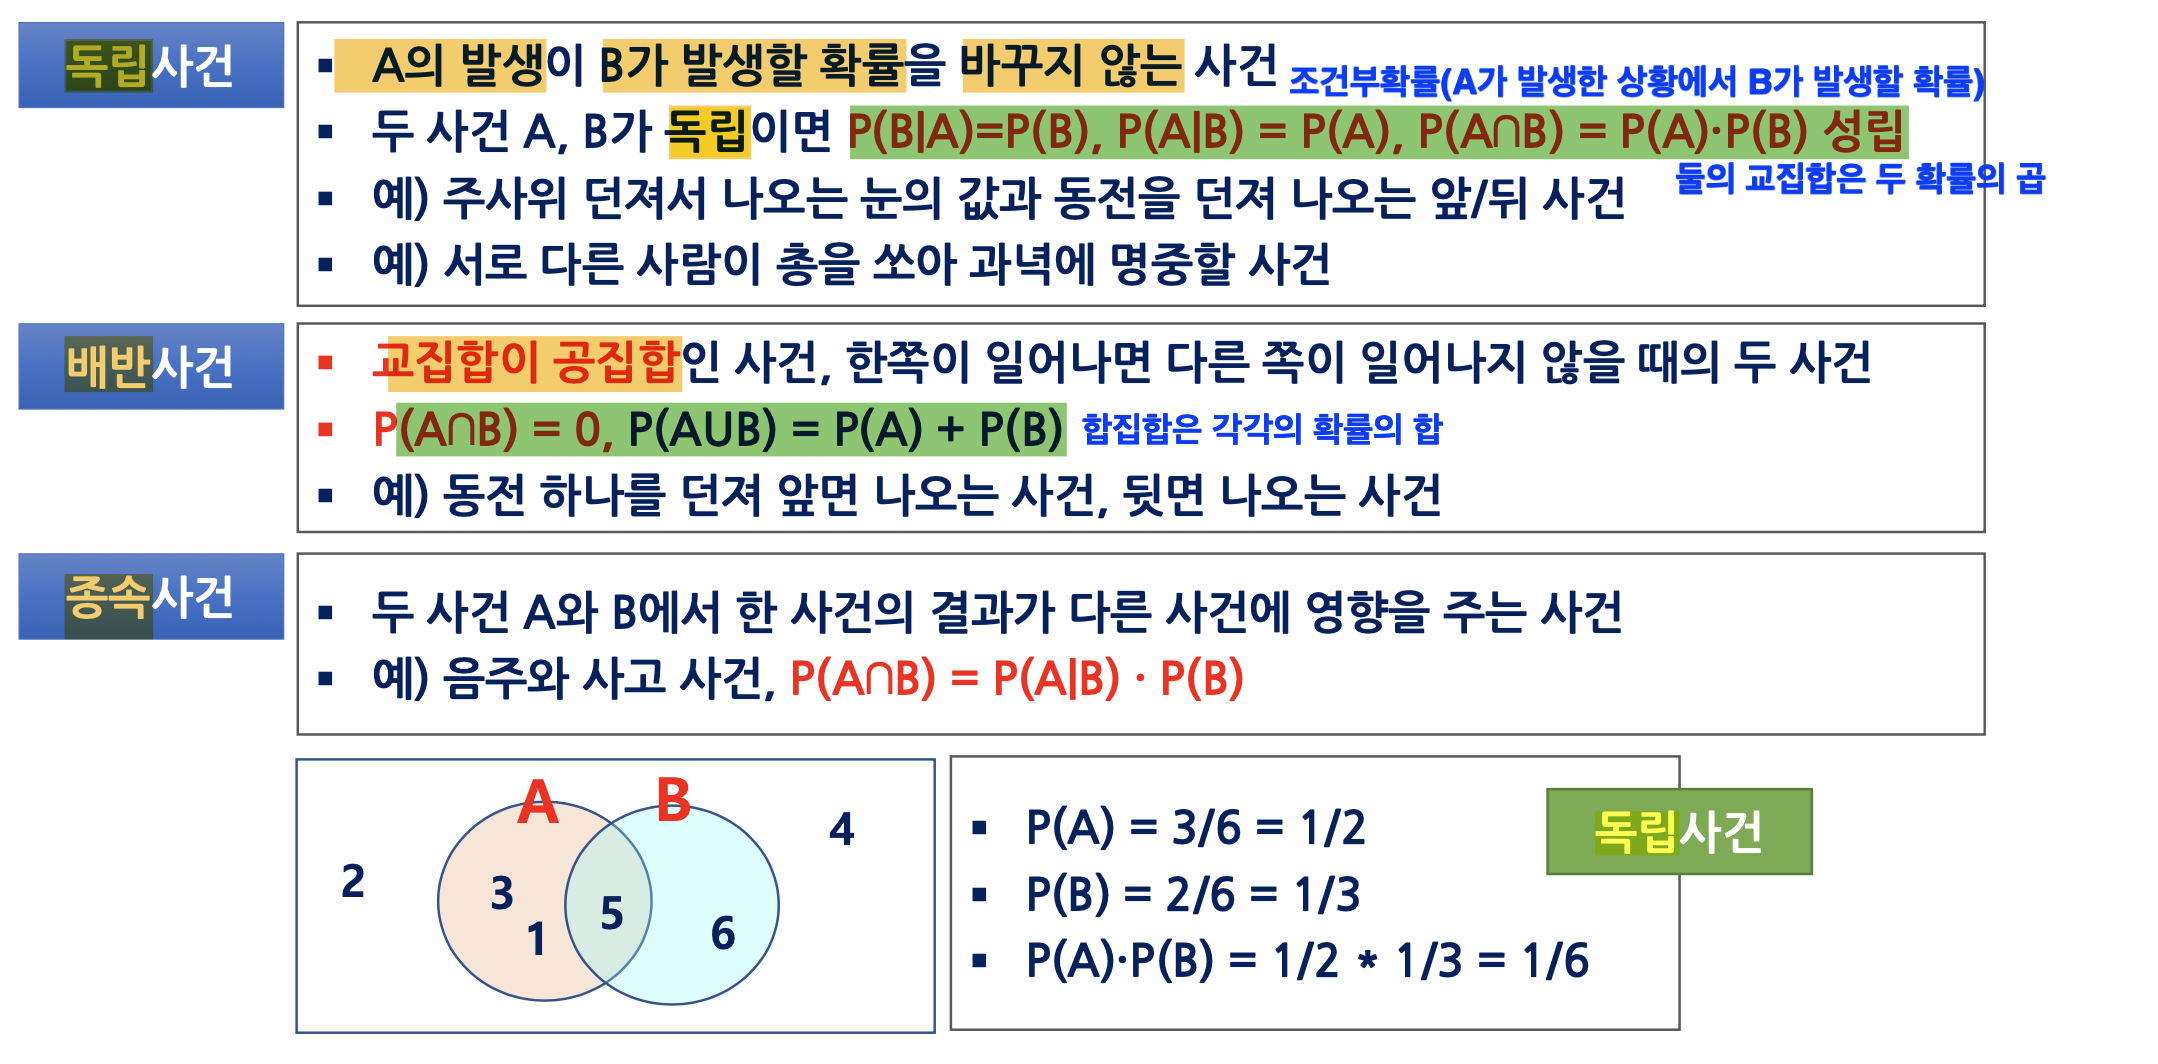 독립사건
▪ A의 발생이 B가 발생할 확률을 바꾸지 않는 사건
조건부확률(A가 발생한 상황에서 B가 발생할 확률)
▪ 두 사건 A, B가 독립이면 P(B|A)=P(B), P(A|B) = P(A), P(A∩B) = P(A)·P(B) 성립
둘의 교집합은 두 확률의 곱
▪ 예) 주사위 던져서 나오는 눈의 값과 동전을 던져 나오는 앞/뒤 사건
▪ 예) 서로 다른 사람이 총을 쏘아 과녁에 명중할 사건
배반사건
▪ 교집합이 공집합인 사건, 한쪽이 일어나면 다른 쪽이 일어나지 않을 때의 두 사건
▪ P(A∩B) = 0, P(A∪B) = P(A) + P(B) 합집합은 각각의 확률의 합
▪ 예) 동전 하나를 던져 앞면 나오는 사건, 뒷면 나오는 사건
종속사건
▪ 두 사건 A와 B에서 한 사건의 결과가 다른 사건에 영향을 주는 사건
▪ 예) 음주와 사고 사건, P(A∩B) = P(A|B) · P(B)
A B
4
2
3
5
1
6
▪ P(A) = 3/6 = 1/2
독립사건
▪ P(B) = 2/6 = 1/3
▪ P(A)·P(B) = 1/2 * 1/3 = 1/6